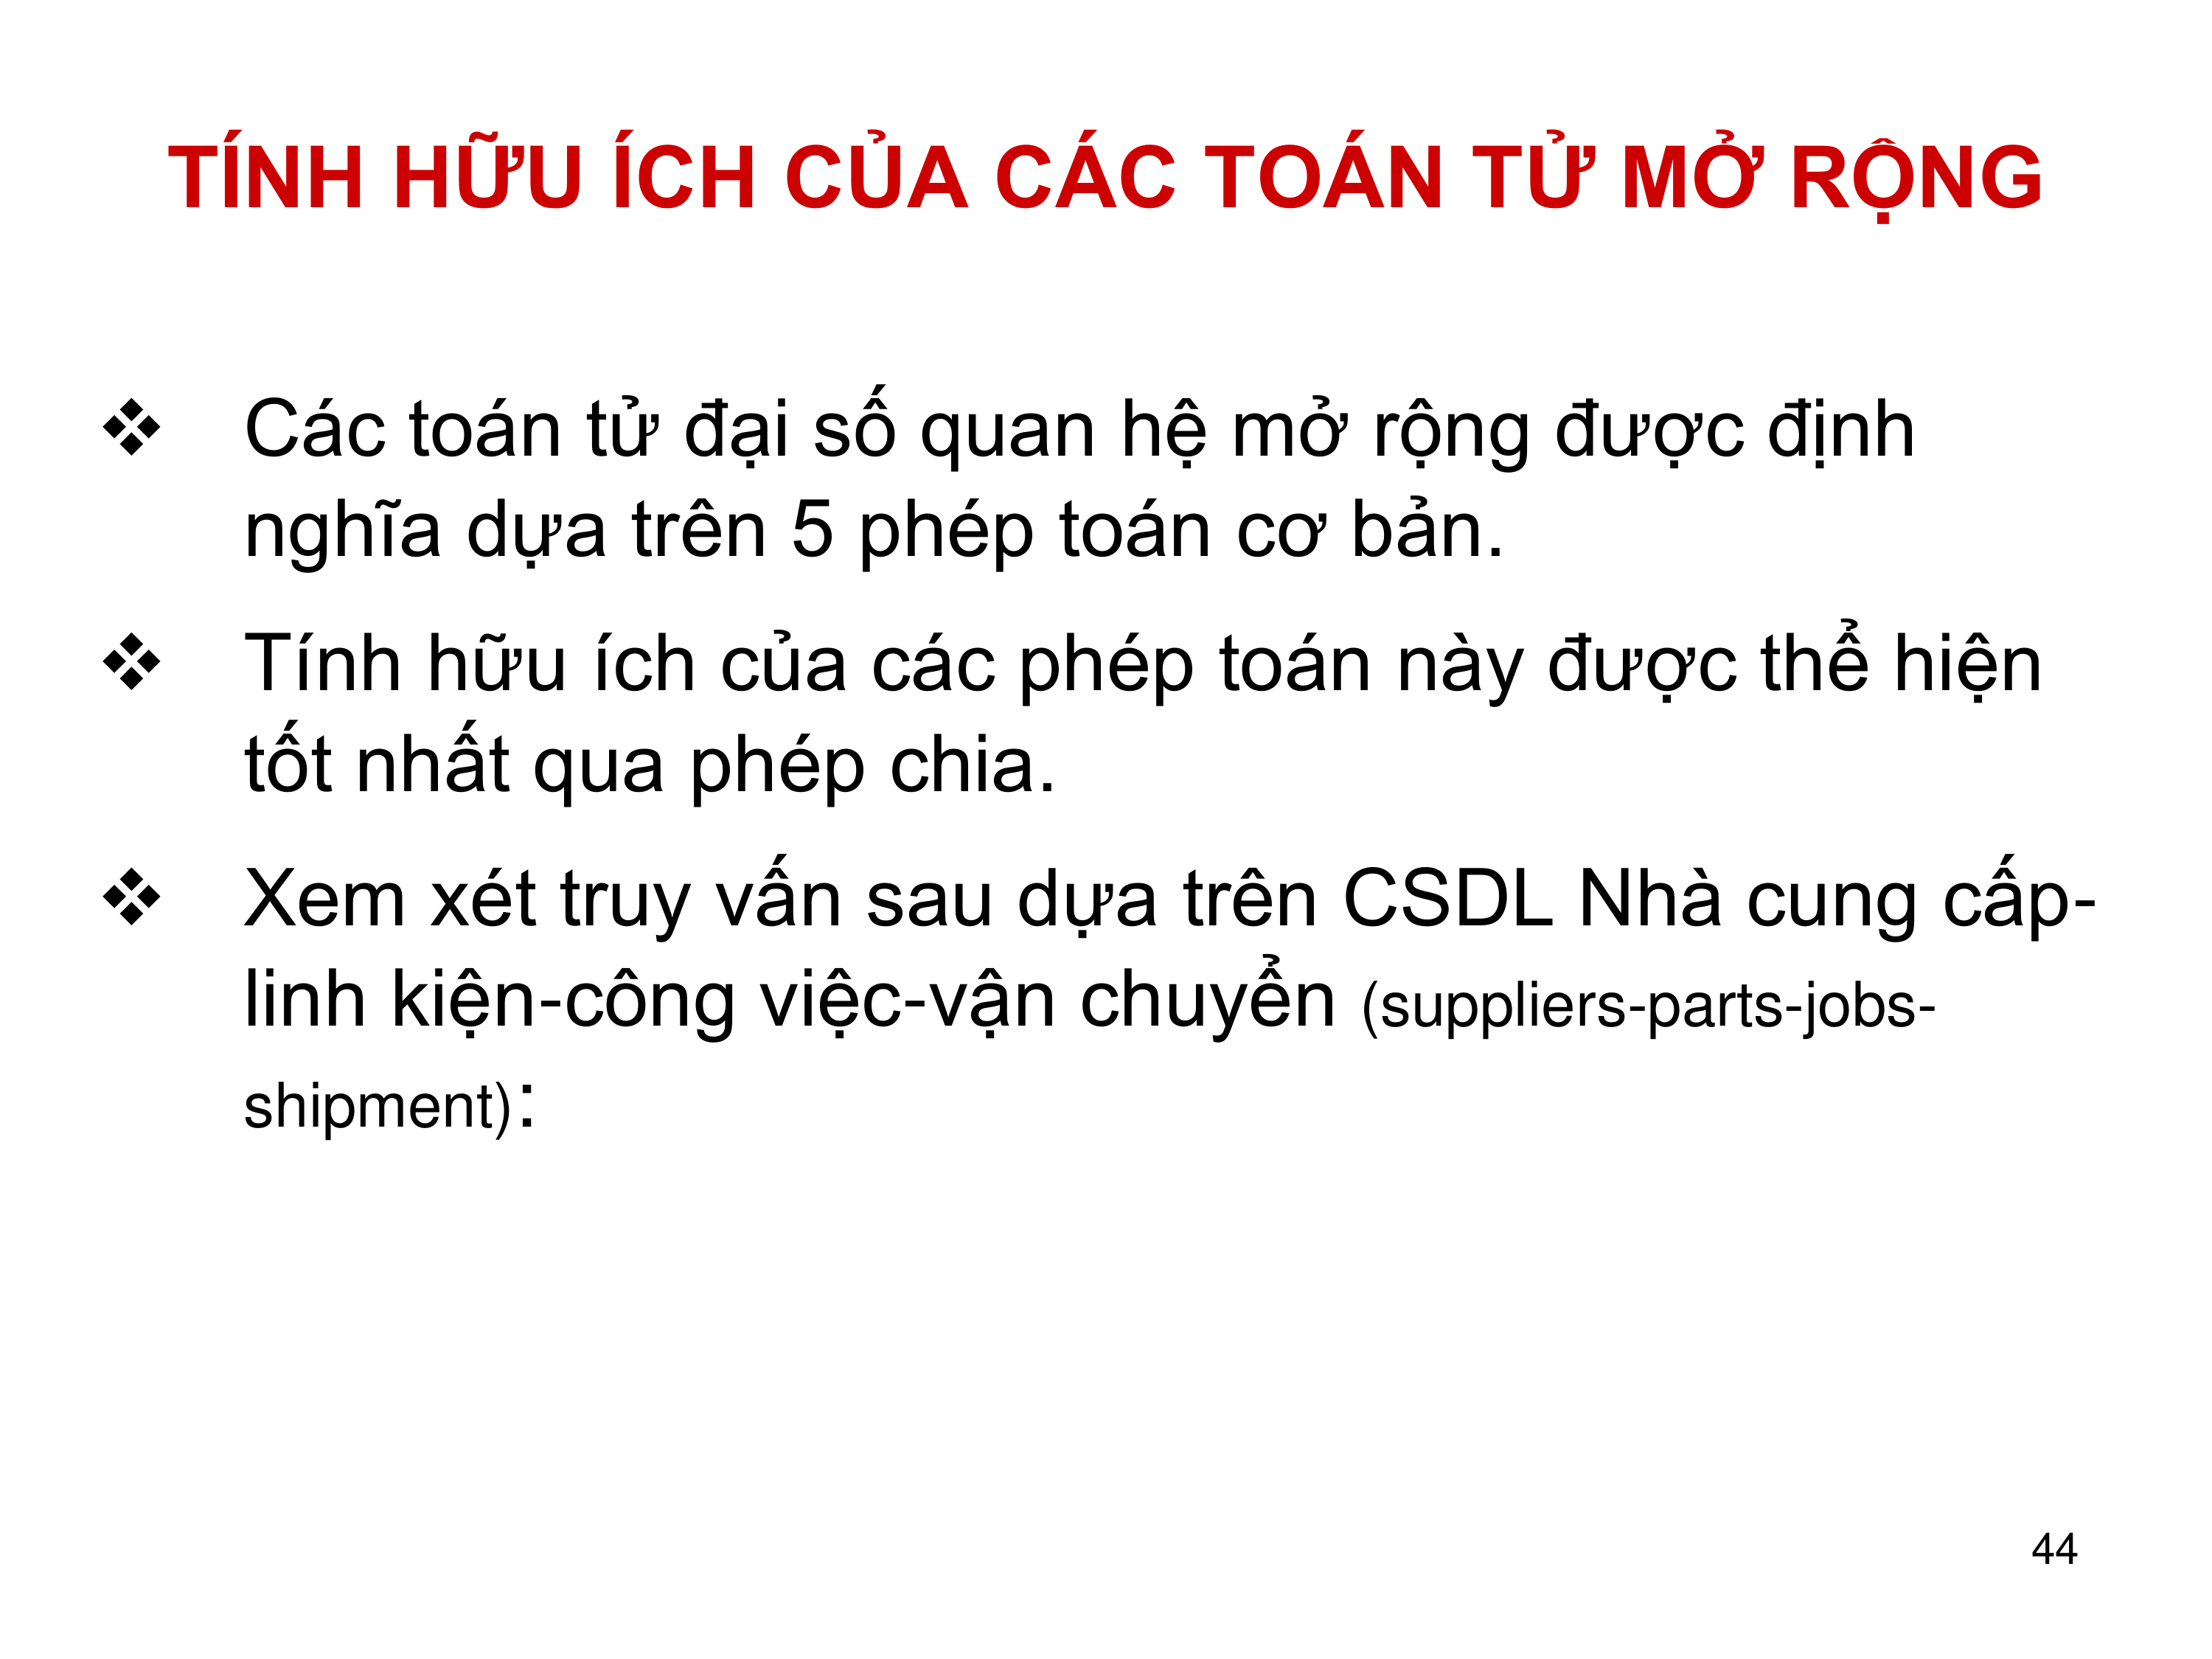 TÍNH HỮU ÍCH CỦA CÁC TOÁN TỬ MỞ RỘNG
❖ Các toán tử đại số quan hệ mở rộng được định
nghĩa dựa trên 5 phép toán cơ bản.
❖ Tính hữu ích của các phép toán này được thể hiện
tốt nhất qua phép chia.
❖ Xem xét truy vấn sau dựa trên CSDL Nhà cung cấp-
linh kiện-công việc-vận chuyển (suppliers-parts-jobs-
shipment):
44